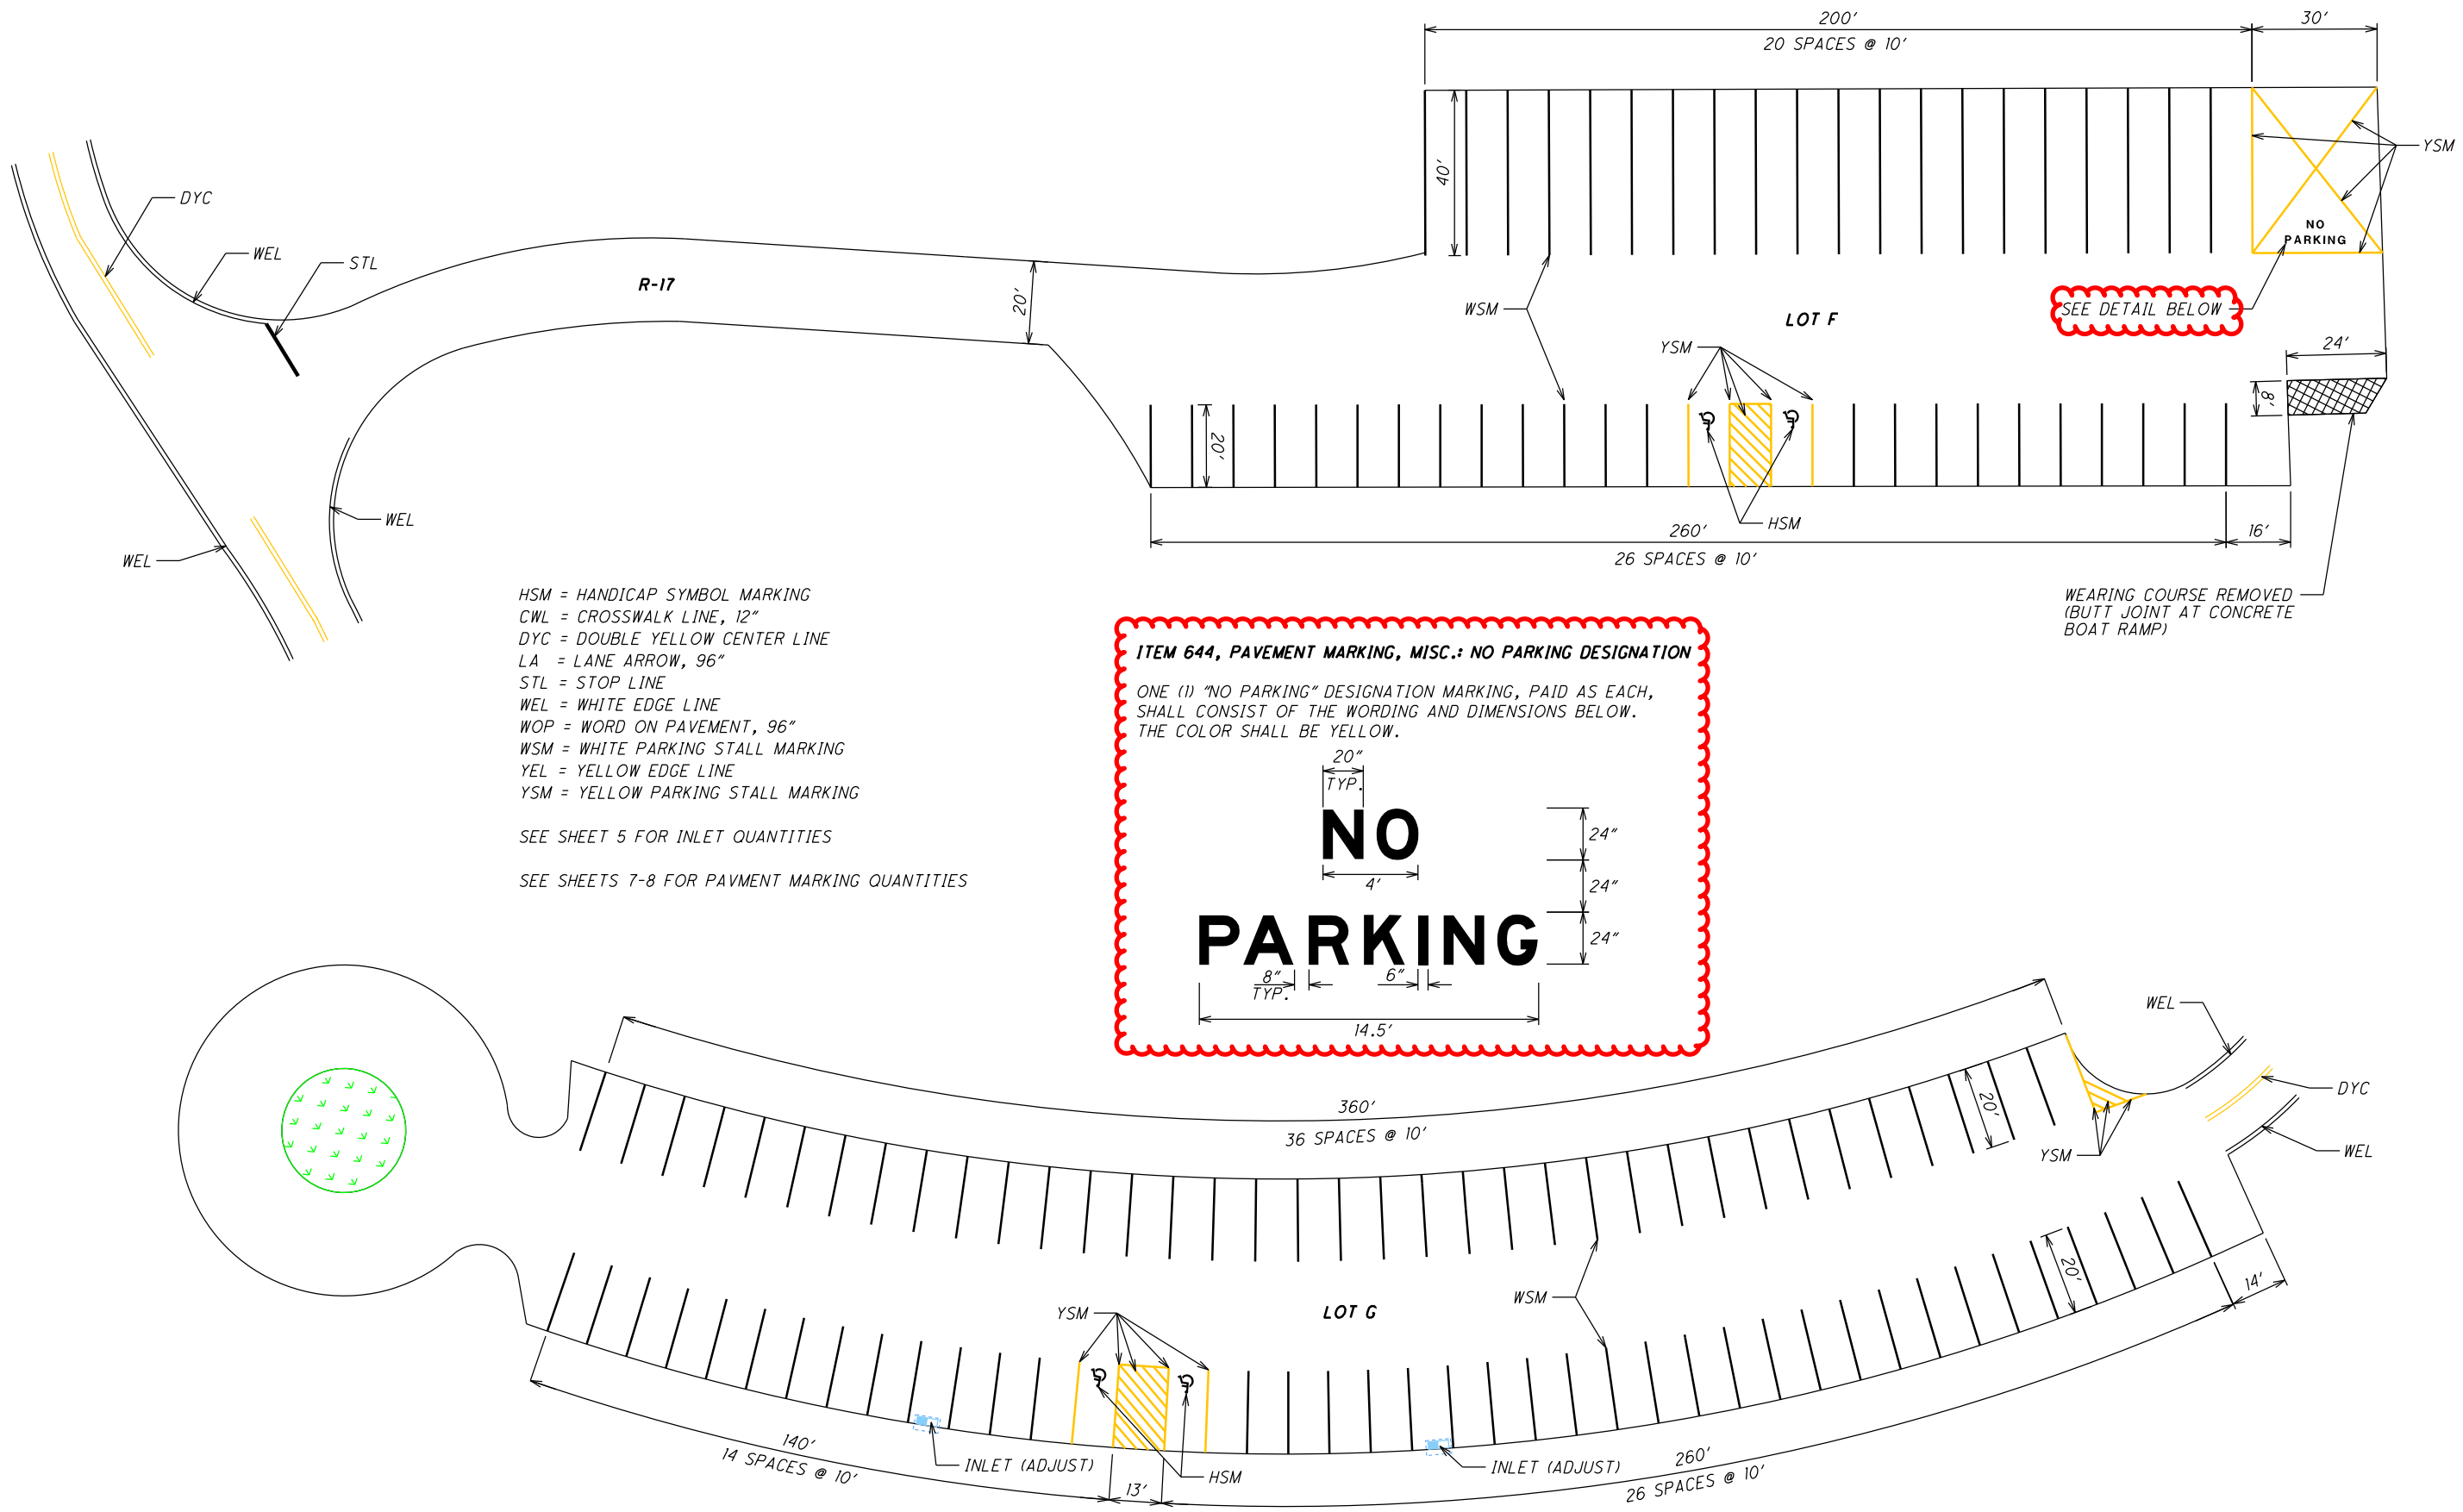 200'
30'
20 SPACES @ 10'
40'
YSM
NO
PARKING
DYC
WEL
STL
R-17
20'
WSM
LOT F
SEE DETAIL BELOW
YSM
24'
8'
20'
WEL
HSM
260'
16'
26 SPACES @ 10'
WEL
WEARING COURSE REMOVED
(BUTT JOINT AT CONCRETE
BOAT RAMP)
HSM = HANDICAP SYMBOL MARKING
CWL = CROSSWALK LINE, 12"
DYC = DOUBLE YELLOW CENTER LINE
LA = LANE ARROW, 96"
STL = STOP LINE
WEL = WHITE EDGE LINE
WOP = WORD ON PAVEMENT, 96"
WSM = WHITE PARKING STALL MARKING
YEL = YELLOW EDGE LINE
YSM = YELLOW PARKING STALL MARKING
SEE SHEET 5 FOR INLET QUANTITIES
SEE SHEETS 7-8 FOR PAVMENT MARKING QUANTITIES
ITEM 644, PAVEMENT MARKING, MISC.: NO PARKING DESIGNATION
ONE (1) "NO PARKING" DESIGNATION MARKING, PAID AS EACH,
SHALL CONSIST OF THE WORDING AND DIMENSIONS BELOW.
THE COLOR SHALL BE YELLOW.
20"
TYP.
NO
24"
4'
24"
PARKING
24"
8"
TYP.
6"
14.5'
WEL
DYC
360'
36 SPACES @ 10'
20'
YSM
WEL
20'
14'
YSM
LOT G
WSM
140'
14 SPACES @ 10'
INLET (ADJUST)
13'
HSM
INLET (ADJUST)
260'
26 SPACES @ 10'